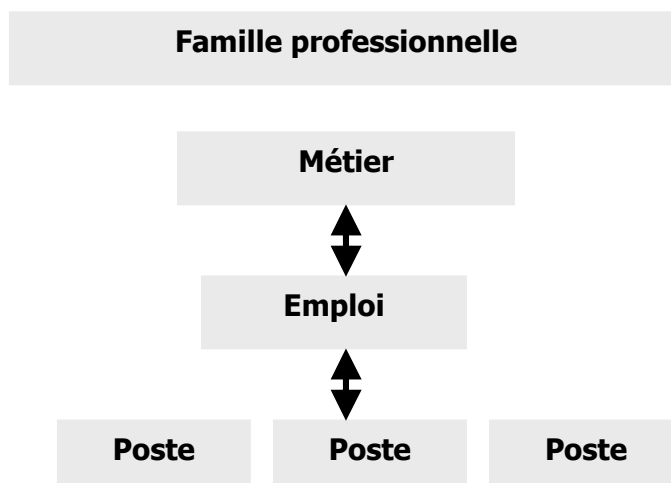 Famille professionnelle
Métier
Emploi
Poste Poste Poste